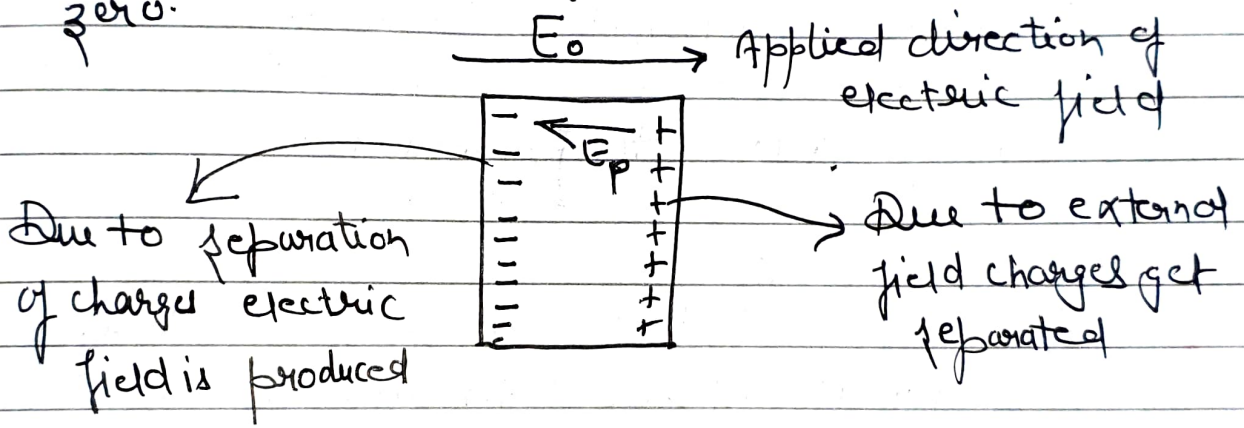 zero.
E₀
Applied direction of
electric field
− +
E_p
−
+
−
+
−
+
−
+
−
+
−
+
−
+
Due to separation
of charges electric
field is produced
Due to external
field charges get
separated